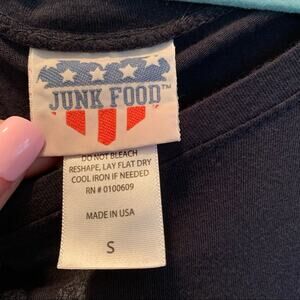 JUNK FOOD™
DO NOT BLEACH
RESHAPE, LAY FLAT DRY
COOL IRON IF NEEDED
RN # 0100609
MADE IN USA
S